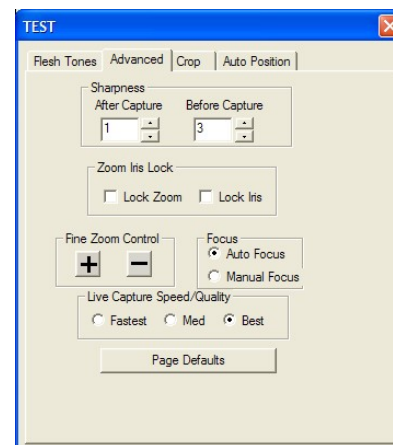 TEST
Flesh Tones Advanced Crop Auto Position
Sharpness
After Capture Before Capture
1 3
Zoom Iris Lock
Lock Zoom Lock Iris
Fine Zoom Control Focus
+ − Auto Focus
Manual Focus
Live Capture Speed/Quality
Fastest Med Best
Page Defaults